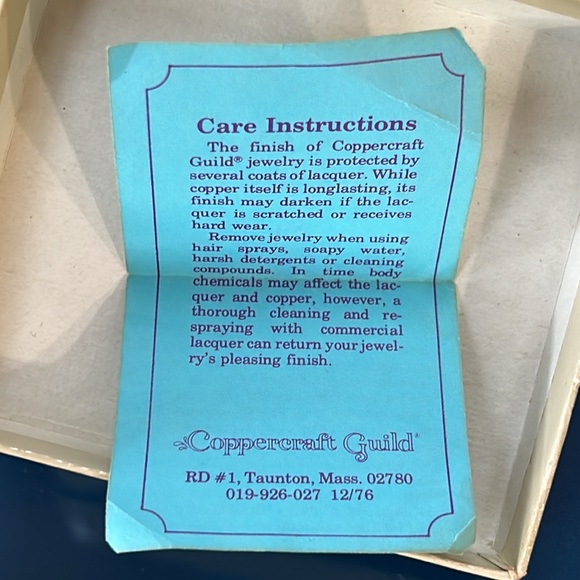 Care Instructions
The finish of Coppercraft
Guild® jewelry is protected by
several coats of lacquer. While
copper itself is longlasting, its
finish may darken if the lac-
quer is scratched or receives
hard wear.
Remove jewelry when using
hair sprays, soapy water,
harsh detergents or cleaning
compounds. In time body
chemicals may affect the lac-
quer and copper, however, a
thorough cleaning and re-
spraying with commercial
lacquer can return your jewel-
ry's pleasing finish.
Coppercraft Guild®
RD #1, Taunton, Mass. 02780
019-926-027 12/76